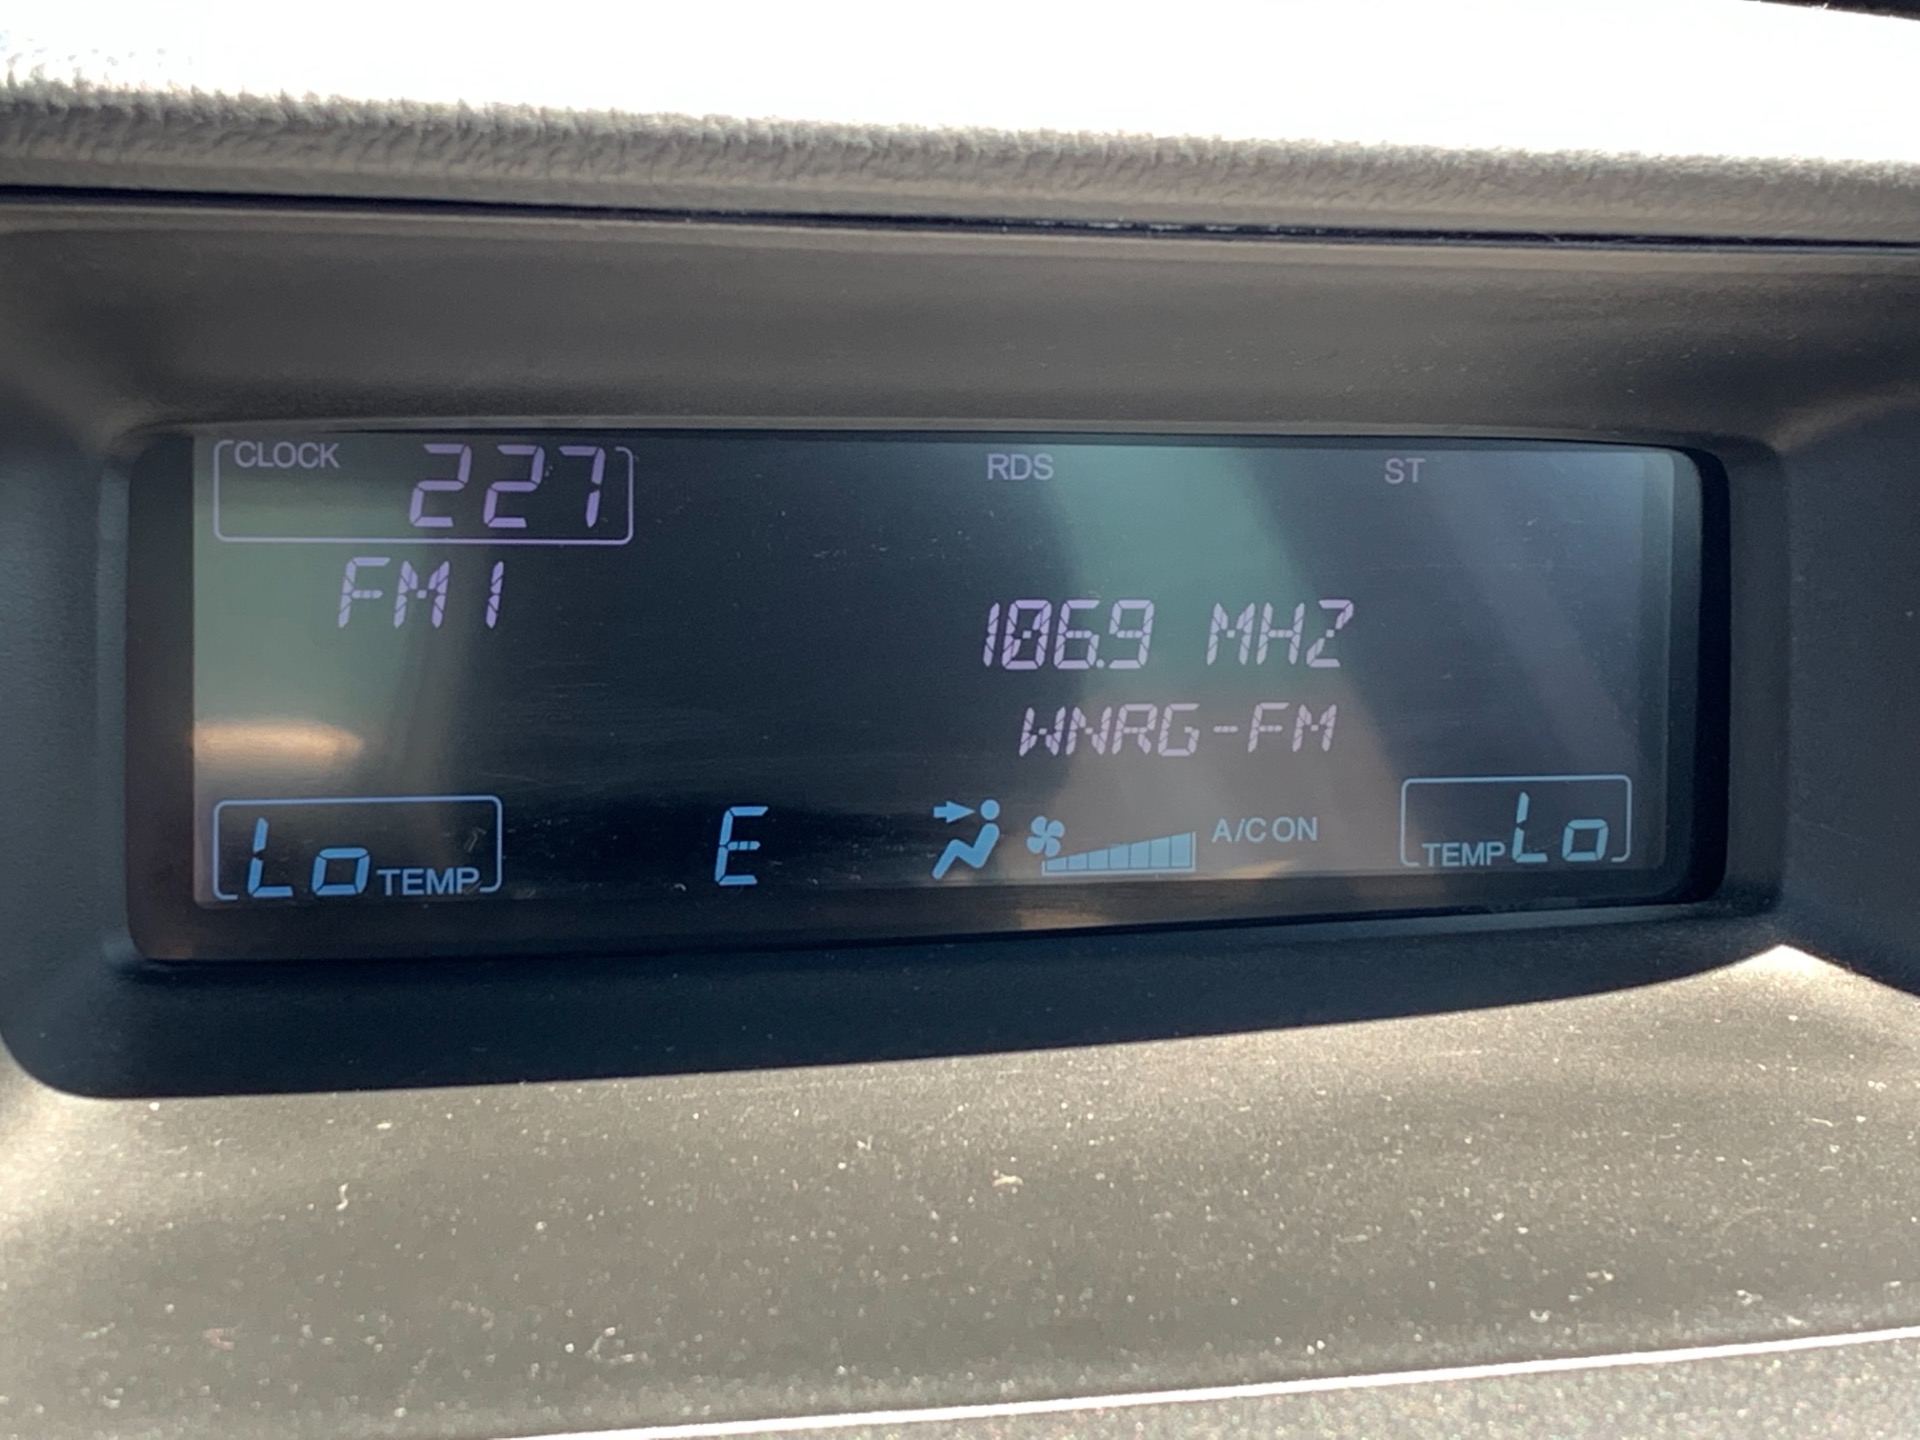 CLOCK 227 RDS ST
FM1
106.9 MHZ
WNRG-FM
Lo TEMP E A/C ON TEMP Lo